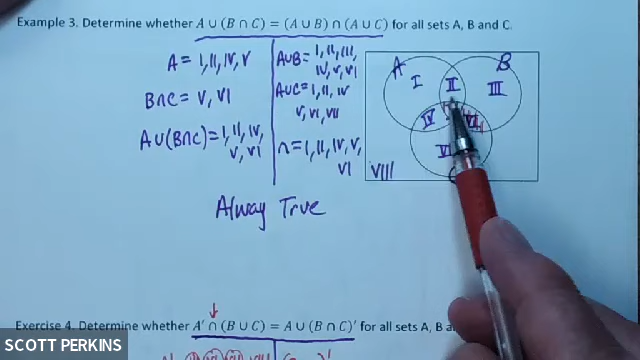 Example 3. Determine whether A ∪ (B ∩ C) = (A ∪ B) ∩ (A ∪ C) for all sets A, B and C.
A = I, II, IV, V
B∩C = V, VI
A∪(B∩C) = I, II, IV,
V, VI
A∪B = I, II, III,
IV, V, VI
A∪C = I, II, IV
V, VI, VII
∩ = I, II, IV, V,
VI
Alway True
A
B
I
II
III
IV
VIII
Exercise 4. Determine whether A′ ∩ (B ∪ C) = A ∪ (B ∩ C)′ for all sets A, B
SCOTT PERKINS